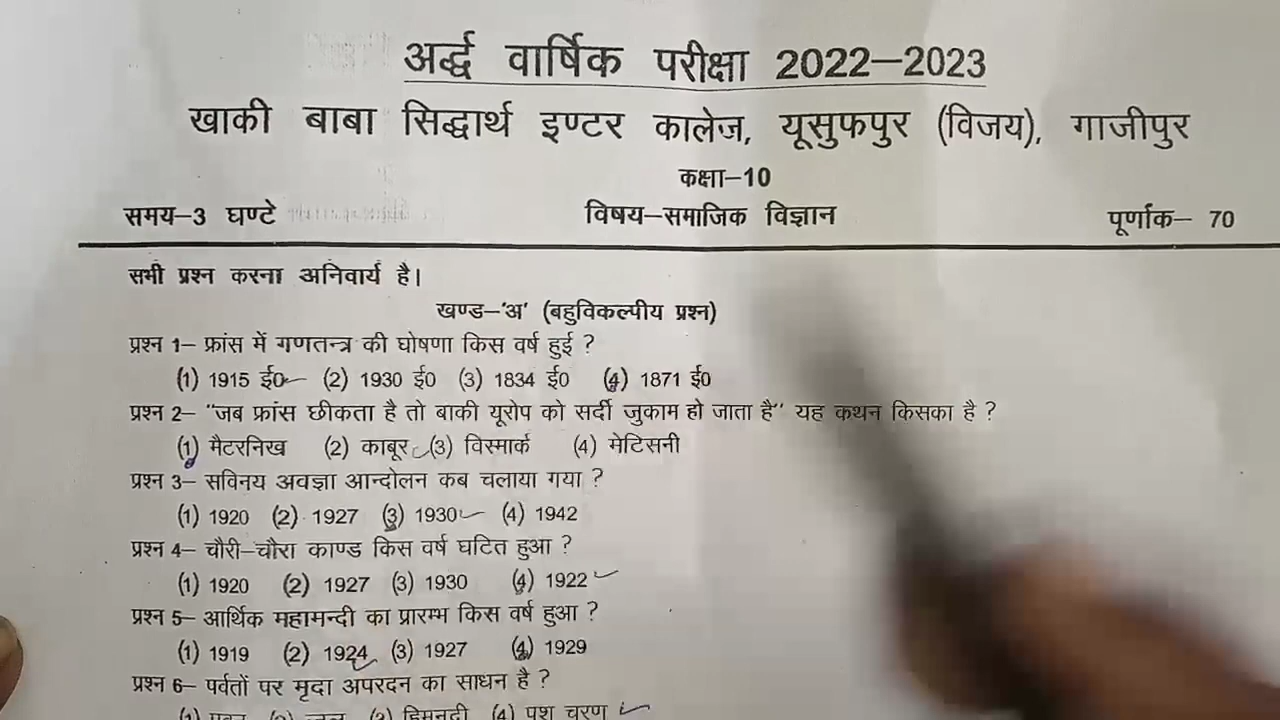 अर्द्ध वार्षिक परीक्षा 2022–2023
खाकी बाबा सिद्धार्थ इण्टर कालेज, यूसुफपुर (विजय), गाजीपुर
कक्षा–10
समय–3 घण्टे विषय–समाजिक विज्ञान पूर्णाक– 70
सभी प्रश्न करना अनिवार्य है।
खण्ड–'अ' (बहुविकल्पीय प्रश्न)
प्रश्न 1– फ्रांस में गणतन्त्र की घोषणा किस वर्ष हुई ?
(1) 1915 ई0 (2) 1930 ई0 (3) 1834 ई0 (4) 1871 ई0
प्रश्न 2– "जब फ्रांस छीकता है तो बाकी यूरोप को सर्दी जुकाम हो जाता है" यह कथन किसका है ?
(1) मैटरनिख (2) काबूर (3) विस्मार्क (4) मेटिसनी
प्रश्न 3– सविनय अवज्ञा आन्दोलन कब चलाया गया ?
(1) 1920 (2) 1927 (3) 1930 (4) 1942
प्रश्न 4– चौरी–चौरा काण्ड किस वर्ष घटित हुआ ?
(1) 1920 (2) 1927 (3) 1930 (4) 1922
प्रश्न 5– आर्थिक महामन्दी का प्रारम्भ किस वर्ष हुआ ?
(1) 1919 (2) 1924 (3) 1927 (4) 1929
प्रश्न 6– पर्वतों पर मृदा अपरदन का साधन है ?
(1) पवन (2) जल (3) हिमनदी (4) पशु चरण